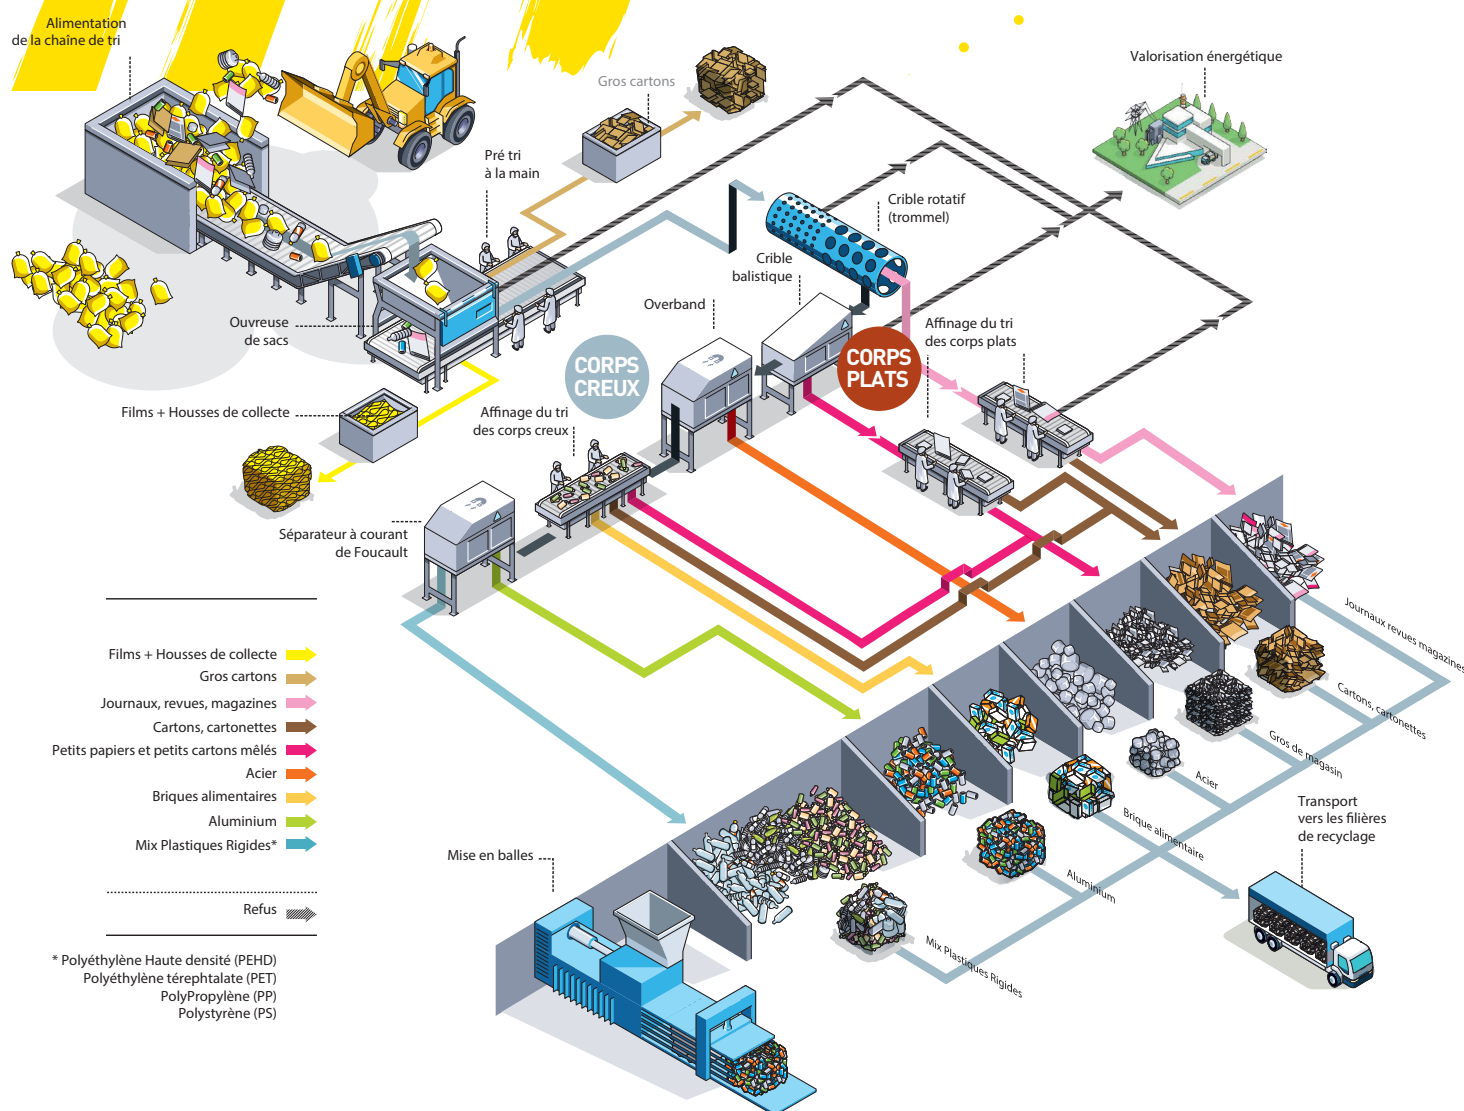 Alimentation
de la chaîne de tri
Gros cartons
Valorisation énergétique
Pré tri
à la main
Crible rotatif
(trommel)
Crible
balistique
Overband
Ouvreuse
de sacs
Affinage du tri
des corps plats
CORPS
CREUX
CORPS
PLATS
Films + Housses de collecte
Affinage du tri
des corps creux
Séparateur à courant
de Foucault
Films + Housses de collecte
Gros cartons
Journaux, revues, magazines
Cartons, cartonettes
Petits papiers et petits cartons mêlés
Acier
Briques alimentaires
Aluminium
Mix Plastiques Rigides*
Refus
* Polyéthylène Haute densité (PEHD)
Polyéthylène térephtalate (PET)
PolyPropylène (PP)
Polystyrène (PS)
Mise en balles
Journaux revues magazines
Cartons, cartonettes
Gros de magasin
Acier
Brique alimentaire
Aluminium
Mix Plastiques Rigides
Transport
vers les filières
de recyclage